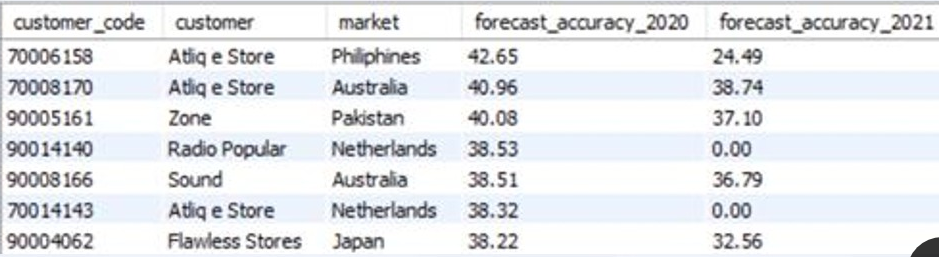 customer_code customer market forecast_accuracy_2020 forecast_accuracy_2021
70006158 Atliq e Store Philiphines 42.65 24.49
70008170 Atliq e Store Australia 40.96 38.74
90005161 Zone Pakistan 40.08 37.10
90014140 Radio Popular Netherlands 38.53 0.00
90008166 Sound Australia 38.51 36.79
70014143 Atliq e Store Netherlands 38.32 0.00
90004062 Flawless Stores Japan 38.22 32.56